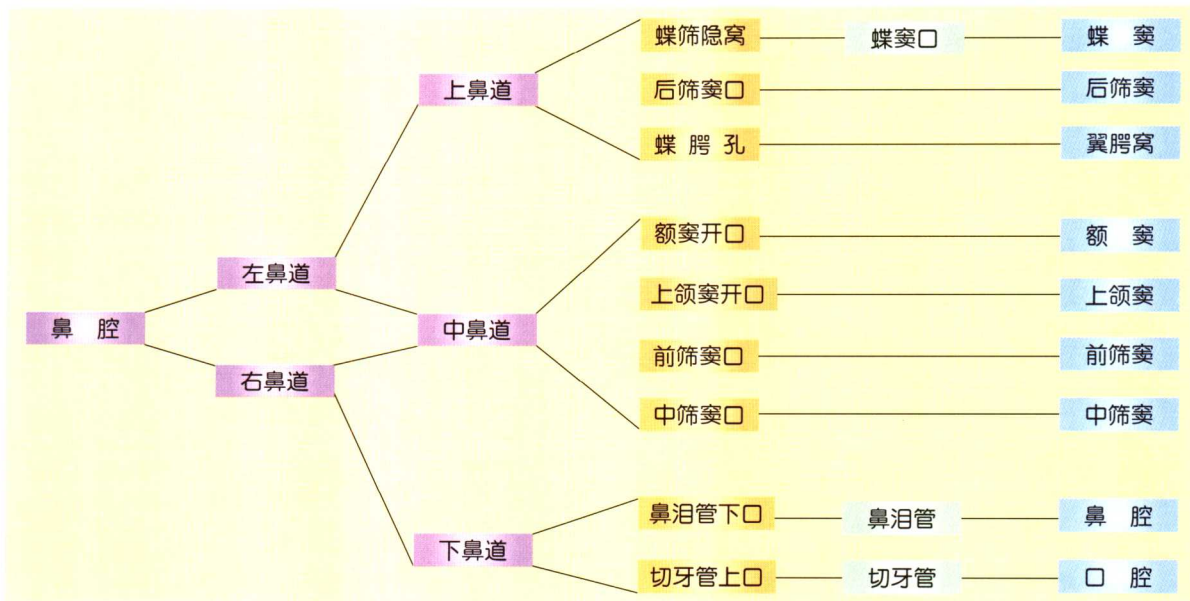 蝶筛隐窝 蝶窦口 蝶 窦
上鼻道
后筛窦口 后筛窦
蝶 腭 孔 翼腭窝
额窦开口 额 窦
左鼻道
上颌窦开口 上颌窦
鼻 腔
中鼻道
前筛窦口 前筛窦
右鼻道
中筛窦口 中筛窦
鼻泪管下口 鼻泪管 鼻 腔
下鼻道
切牙管上口 切牙管 口 腔